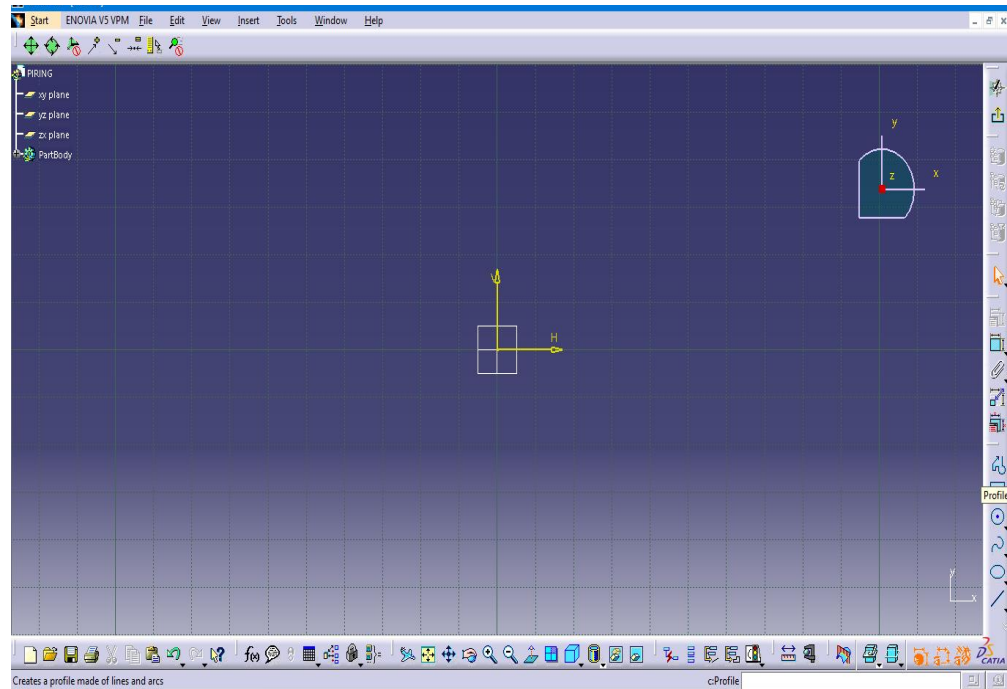 Start ENOVIA V5 VPM File Edit View Insert Tools Window Help
PIRING
xy plane
yz plane
zx plane
PartBody
y
z
x
V
H
Profile
y
x
f(x)
CATIA
Creates a profile made of lines and arcs
c:Profile